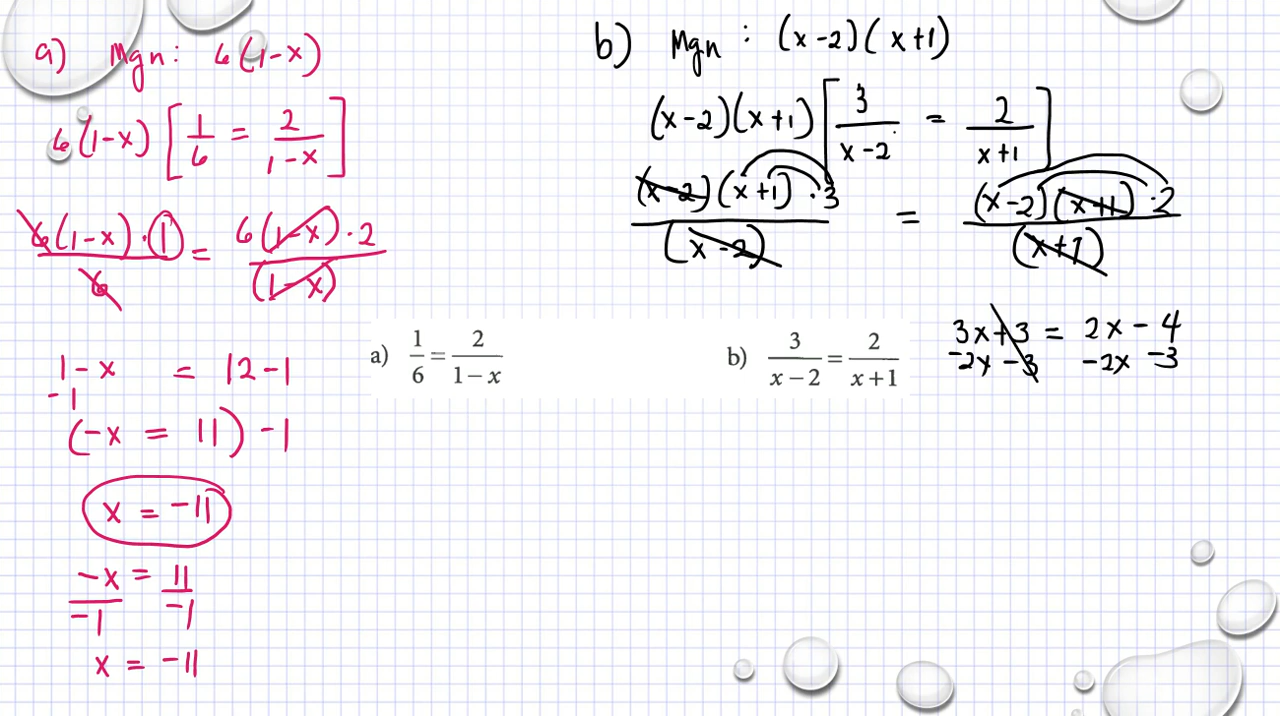 a) Mgn: 6(1-x)
6(1-x) [1/6 = 2/(1-x)]
6(1-x)·1/6 = 6(1-x)·2/(1-x)
1-x = 12-1
-1
(-x = 11) -1
x = -11
-x/-1 = 11/-1
x = -11
a) 1/6 = 2/(1-x)
b) 3/(x-2) = 2/(x+1)
b) Mgn: (x-2)(x+1)
(x-2)(x+1) [3/(x-2) = 2/(x+1)]
(x-2)(x+1)·3/(x-2) = (x-2)(x+1)·2/(x+1)
3x+3 = 2x-4
-2x-3 -2x -3